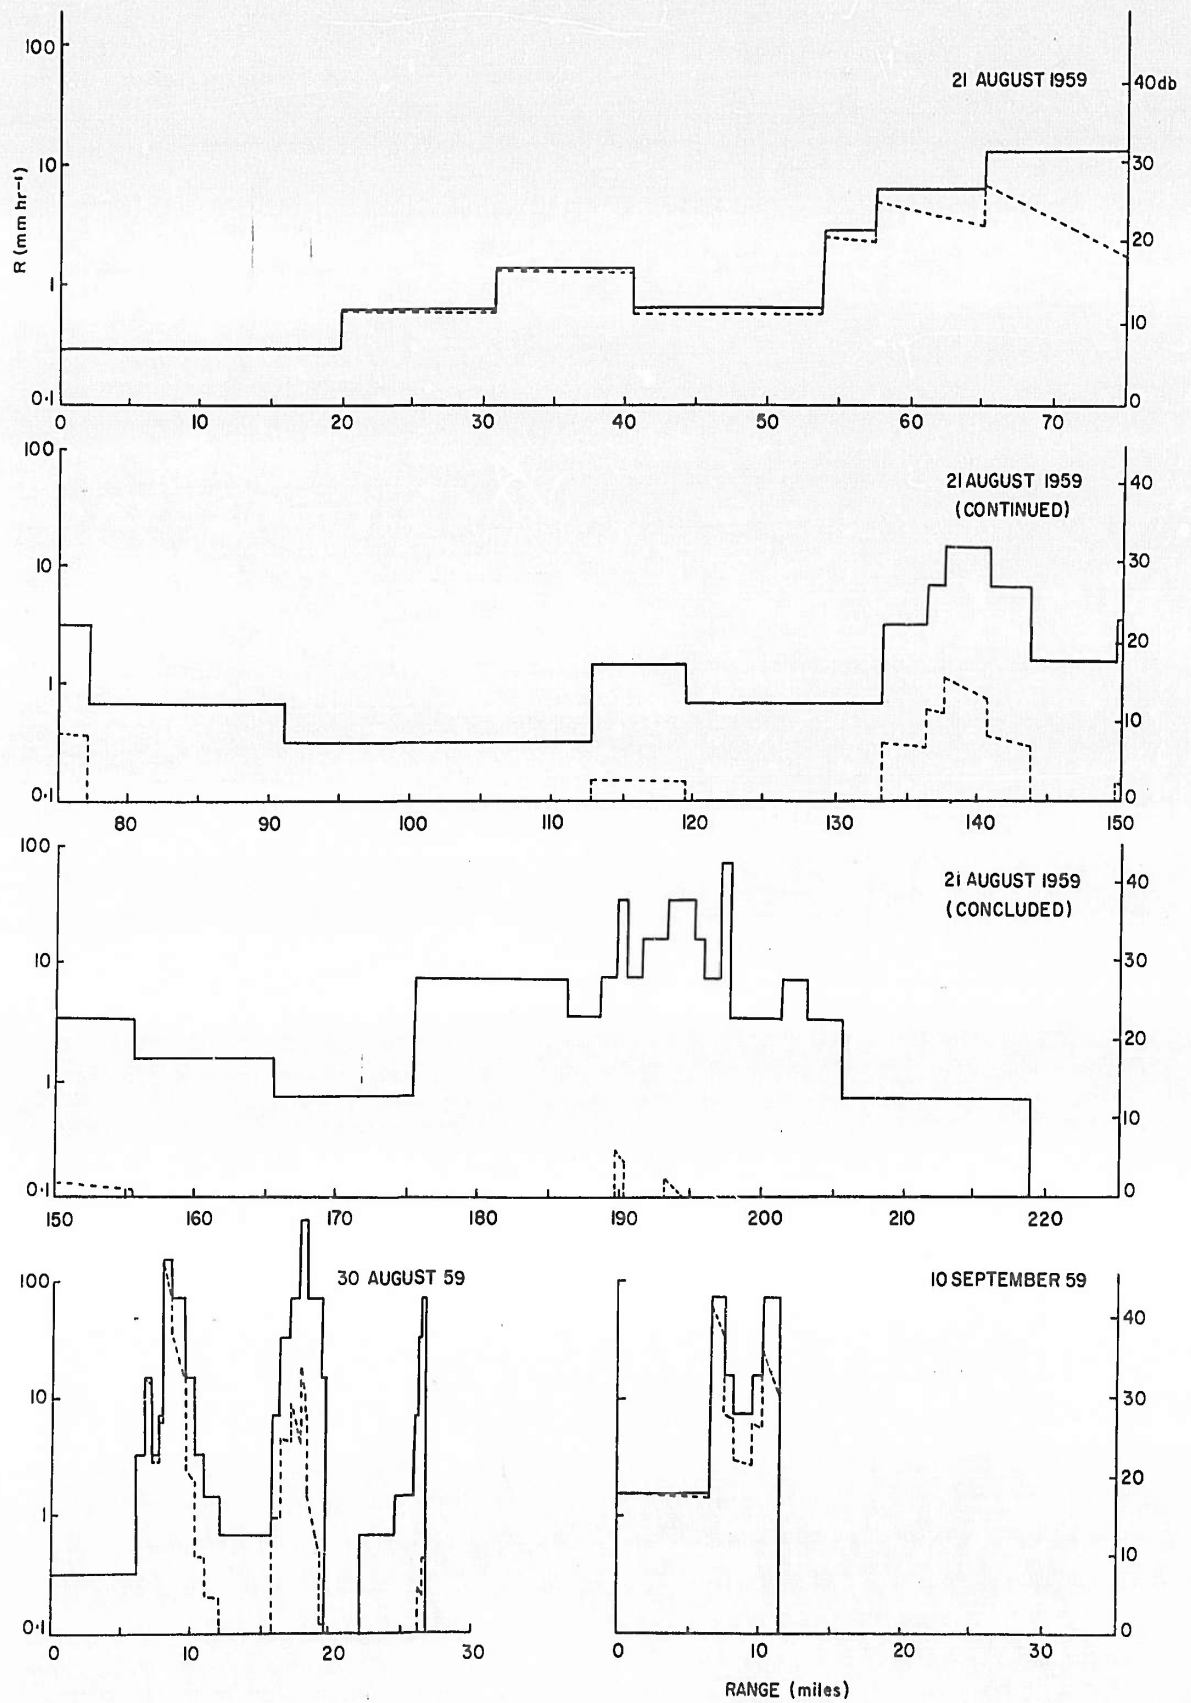 100
10
1
0.1
R (mm hr⁻¹)
21 AUGUST 1959
40db
30
20
10
0
0 10 20 30 40 50 60 70
100
10
1
0.1
21 AUGUST 1959
(CONTINUED)
40
30
20
10
0
80 90 100 110 120 130 140 150
100
10
1
0.1
21 AUGUST 1959
(CONCLUDED)
40
30
20
10
0
150 160 170 180 190 200 210 220
100
10
1
0.1
30 AUGUST 59
0 10 20 30
10 SEPTEMBER 59
40
30
20
10
0
0 10 20 30
RANGE (miles)